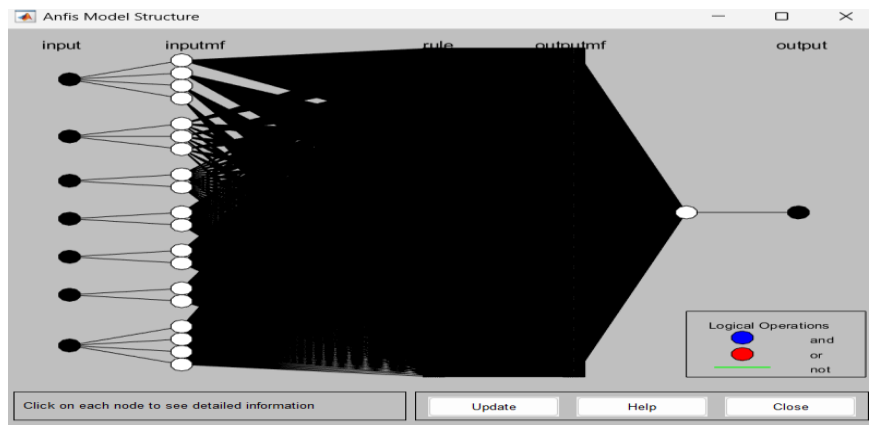 Anfis Model Structure
input inputmf rule outputmf output
Logical Operations
and
or
not
Click on each node to see detailed information
Update Help Close